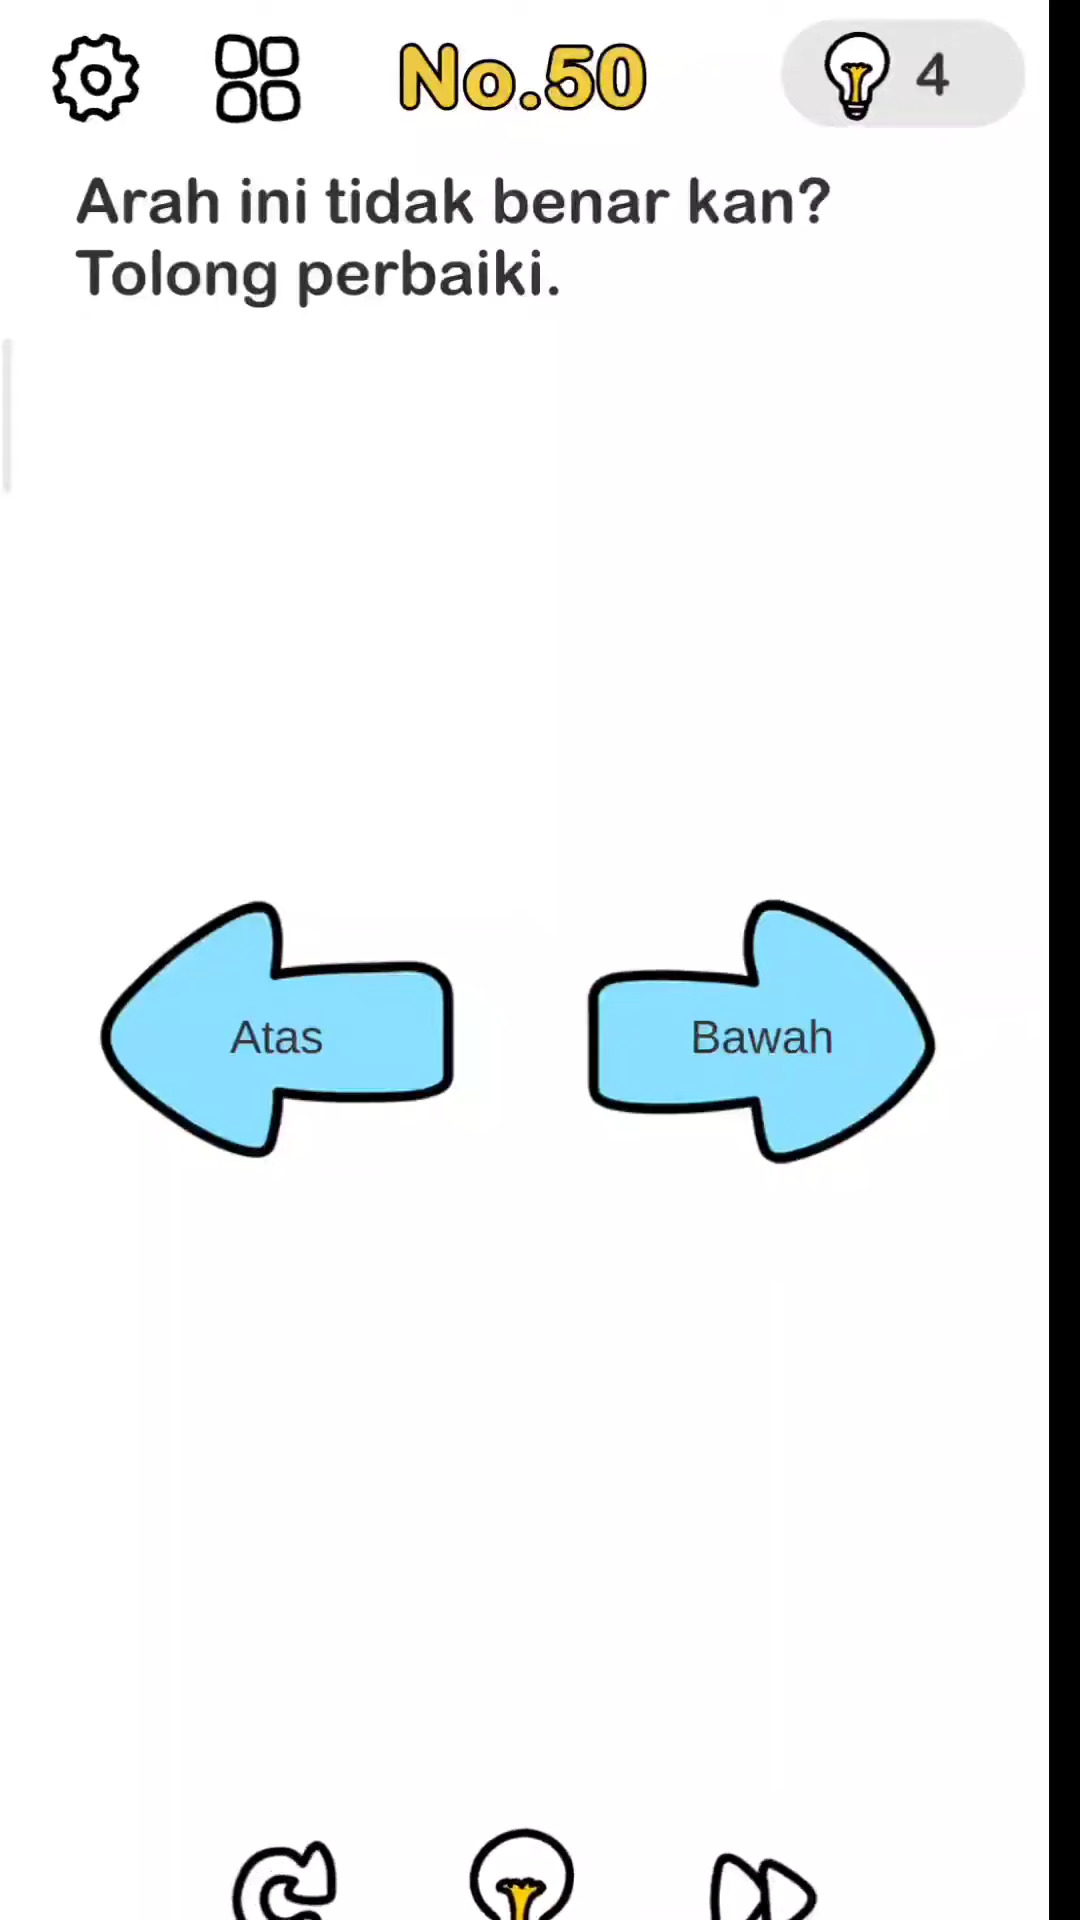 No.50
4
Arah ini tidak benar kan?
Tolong perbaiki.
Atas
Bawah